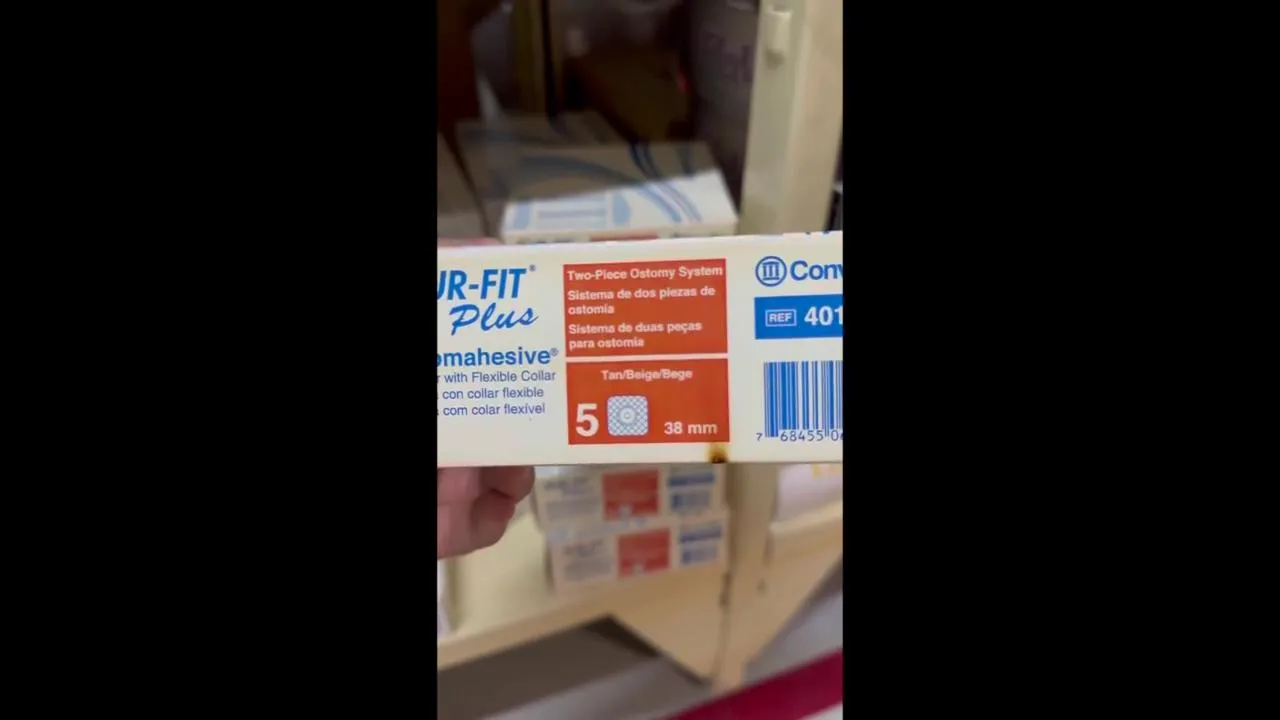 UR-FIT®
Plus
omahesive®
r with Flexible Collar
con collar flexible
com colar flexível
Two-Piece Ostomy System
Sistema de dos piezas de
ostomia
Sistema de duas peças
para ostomia
Tan/Beige/Bege
5
38 mm
Conv
REF 401
7 68455 0